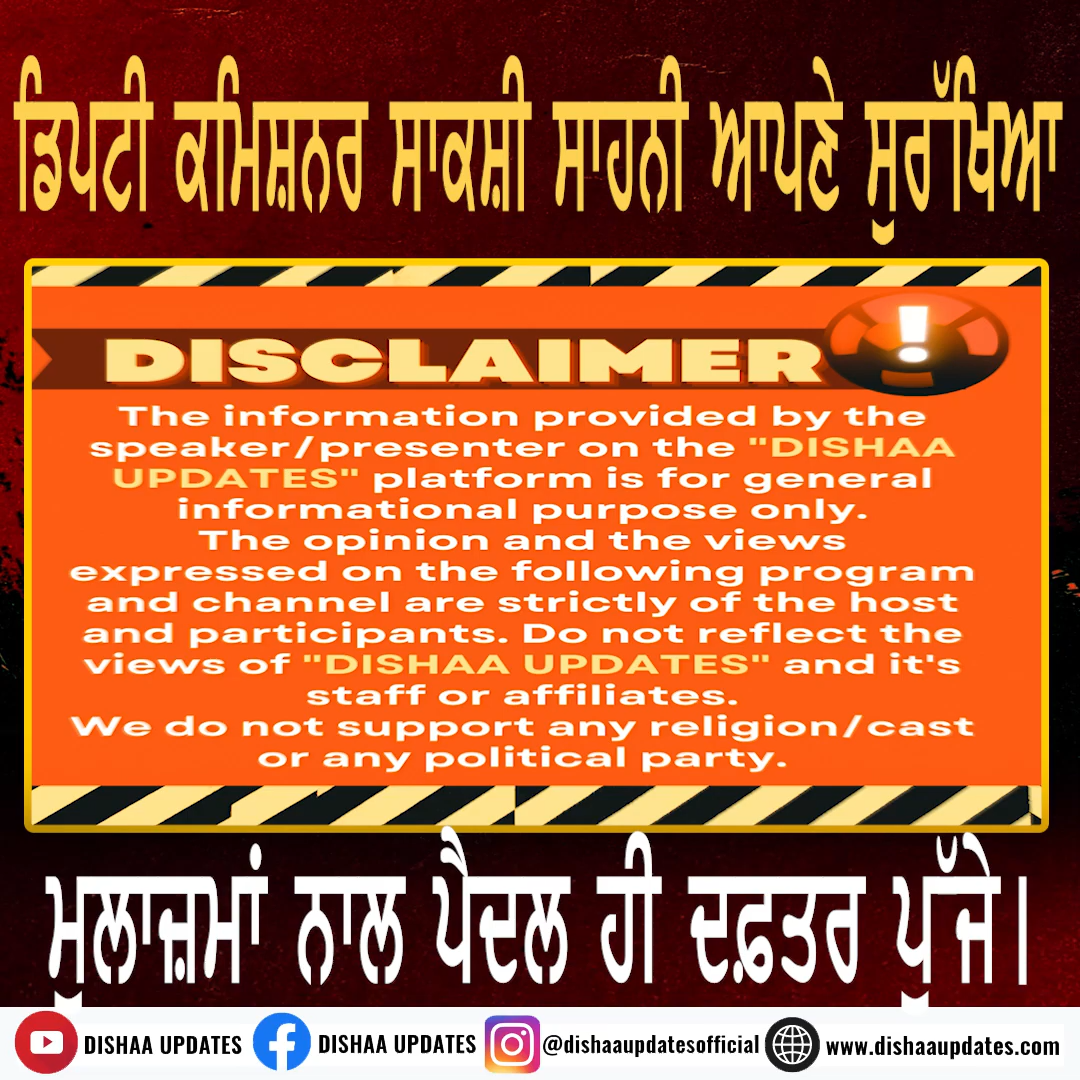 ਡਿਪਟੀ ਕਮਿਸ਼ਨਰ ਸਾਕਸ਼ੀ ਸਾਹਨੀ ਆਪਣੇ ਸੁਰੱਖਿਆ
DISCLAIMER
The information provided by the
speaker/presenter on the "DISHAA
UPDATES" platform is for general
informational purpose only.
The opinion and the views
expressed on the following program
and channel are strictly of the host
and participants. Do not reflect the
views of "DISHAA UPDATES" and it's
staff or affiliates.
We do not support any religion/cast
or any political party.
ਮੁਲਾਜ਼ਮਾਂ ਨਾਲ ਪੈਦਲ ਹੀ ਦਫ਼ਤਰ ਪੁੱਜੇ।
DISHAA UPDATES DISHAA UPDATES @dishaaupdatesofficial www.dishaaupdates.com